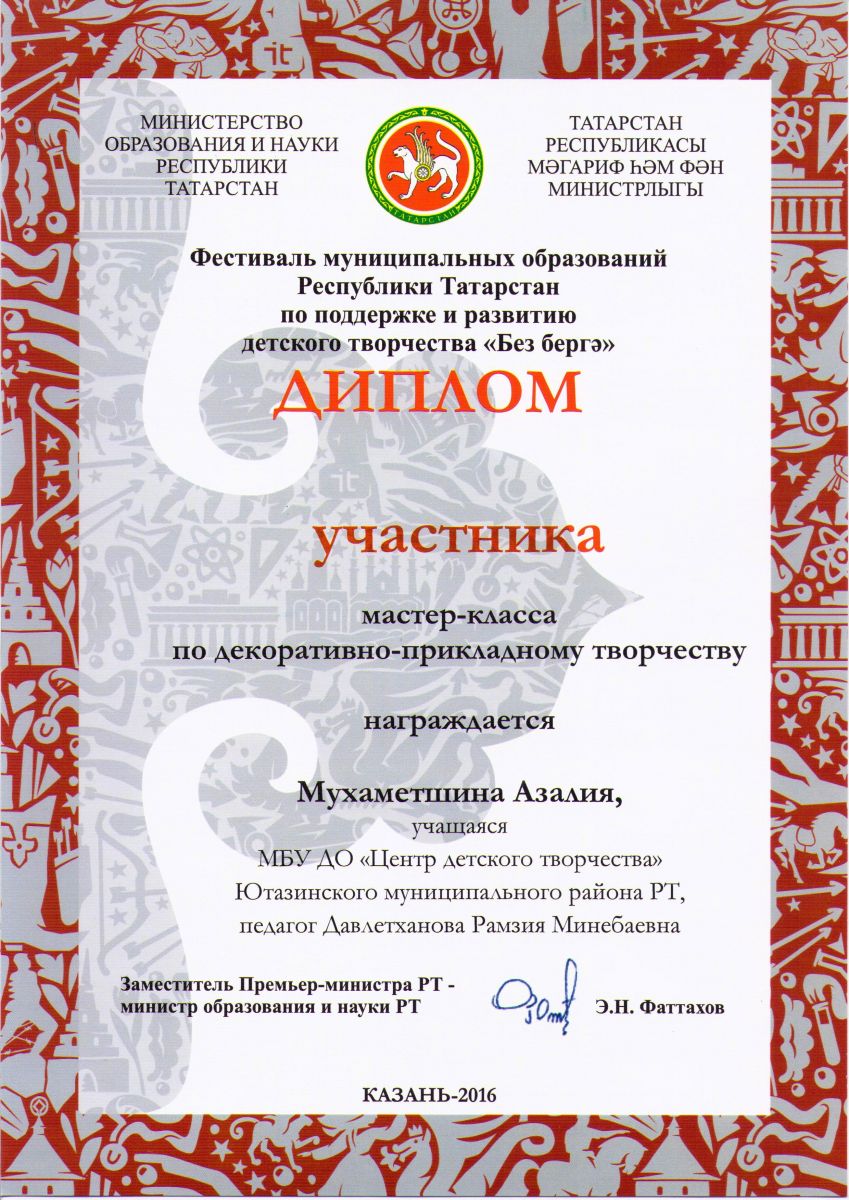 МИНИСТЕРСТВО
ОБРАЗОВАНИЯ И НАУКИ
РЕСПУБЛИКИ
ТАТАРСТАН
ТАТАРСТАН
ТАТАРСТАН
РЕСПУБЛИКАСЫ
МӘГАРИФ ҺӘМ ФӘН
МИНИСТРЛЫГЫ
Фестиваль муниципальных образований
Республики Татарстан
по поддержке и развитию
детского творчества «Без бергә»
ДИПЛОМ
участника
мастер-класса
по декоративно-прикладному творчеству
награждается
Мухаметшина Азалия,
учащаяся
МБУ ДО «Центр детского творчества»
Ютазинского муниципального района РТ,
педагог Давлетханова Рамзия Минебаевна
Заместитель Премьер-министра РТ -
министр образования и науки РТ
Э.Н. Фаттахов
КАЗАНЬ-2016